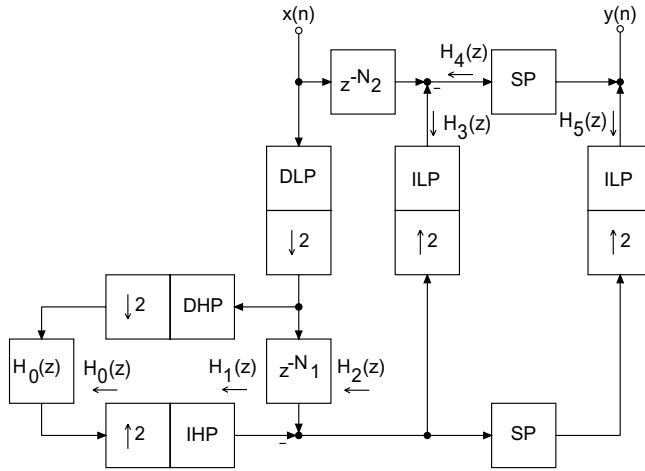 x(n) y(n)
H4(z)
z-N2 - SP
H3(z) H5(z)
DLP ILP ILP
↓2 ↑2 ↑2
↓2 DHP
H0(z) H0(z) H1(z) z-N1 H2(z)
↑2 IHP - SP